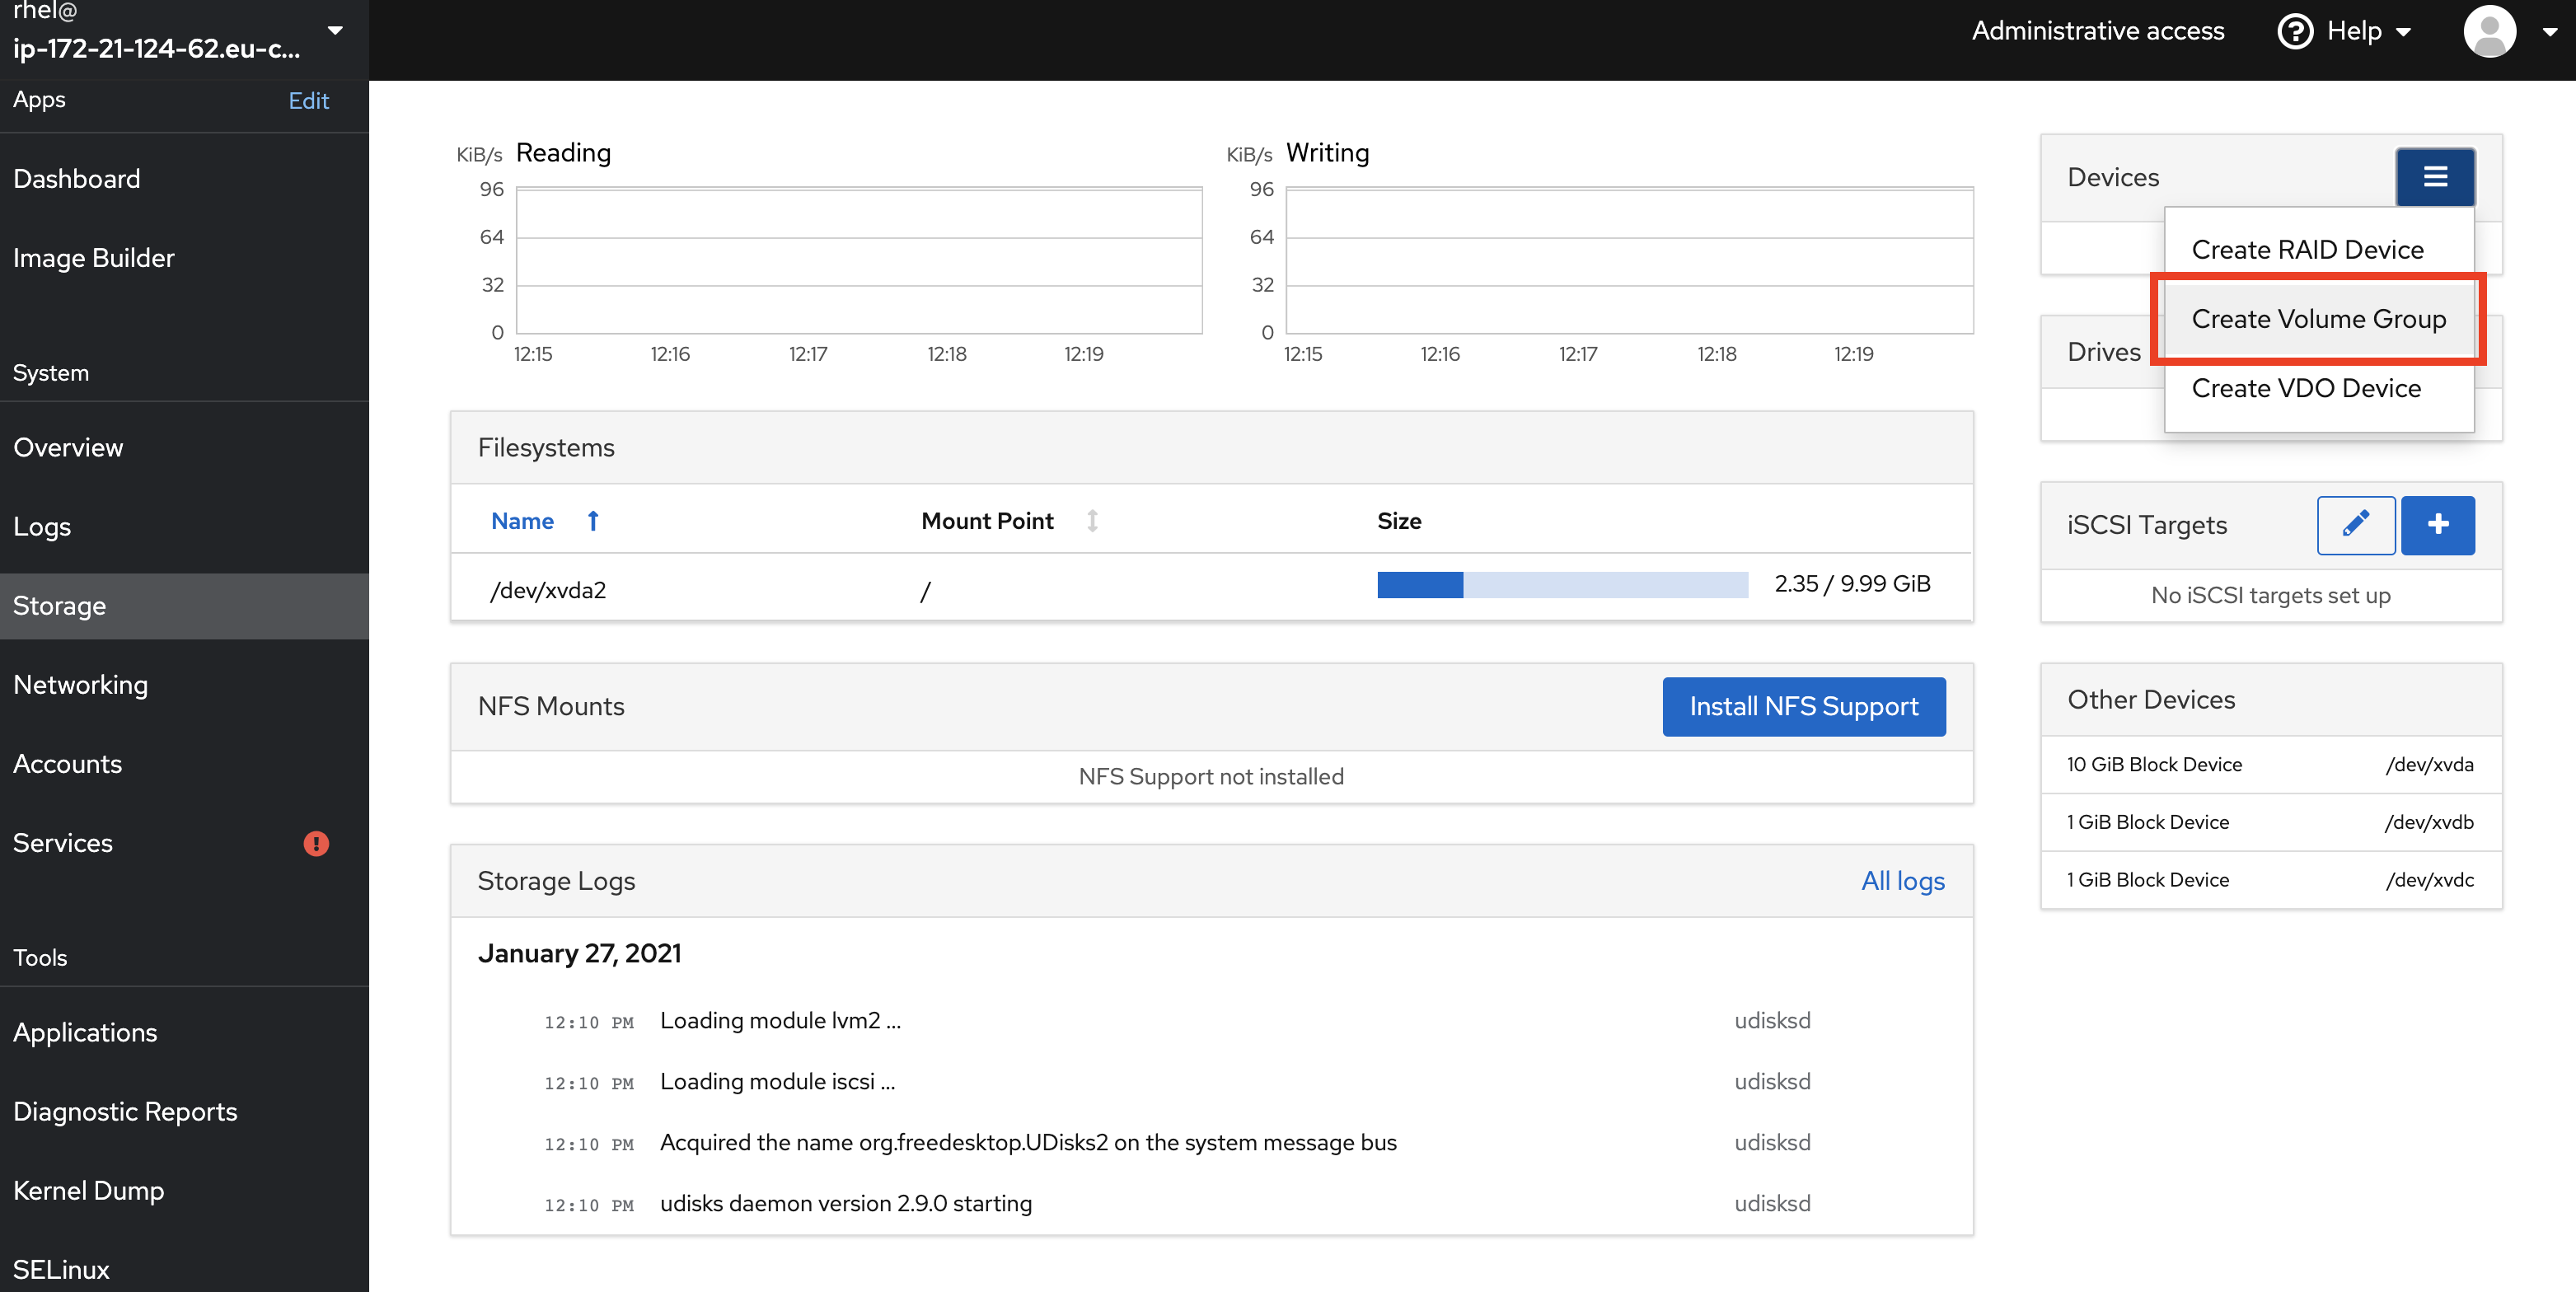 rhel@
ip-172-21-124-62.eu-c...
Administrative access
Help
Apps Edit
Dashboard
Image Builder
System
Overview
Logs
Storage
Networking
Accounts
Services
Tools
Applications
Diagnostic Reports
Kernel Dump
SELinux
KiB/s Reading
96
64
32
0
12:15 12:16 12:17 12:18 12:19
KiB/s Writing
96
64
32
0
12:15 12:16 12:17 12:18 12:19
Filesystems
Name Mount Point Size
/dev/xvda2 / 2.35 / 9.99 GiB
NFS Mounts Install NFS Support
NFS Support not installed
Storage Logs All logs
January 27, 2021
12:10 PM Loading module lvm2 ... udisksd
12:10 PM Loading module iscsi ... udisksd
12:10 PM Acquired the name org.freedesktop.UDisks2 on the system message bus udisksd
12:10 PM udisks daemon version 2.9.0 starting udisksd
Devices
Create RAID Device
Create Volume Group
Create VDO Device
Drives
iSCSI Targets
No iSCSI targets set up
Other Devices
10 GiB Block Device /dev/xvda
1 GiB Block Device /dev/xvdb
1 GiB Block Device /dev/xvdc